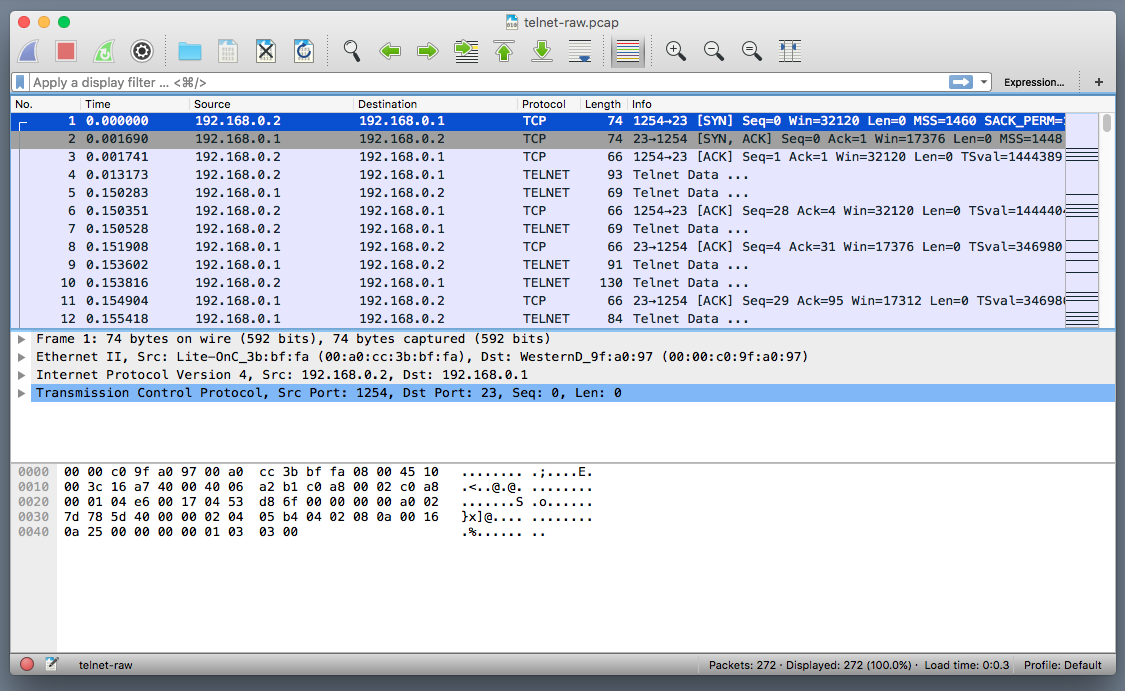 telnet-raw.pcap
Apply a display filter ... <⌘/>
Expression...
+
No. Time Source Destination Protocol Length Info
1 0.000000 192.168.0.2 192.168.0.1 TCP 74 1254→23 [SYN] Seq=0 Win=32120 Len=0 MSS=1460 SACK_PERM=
2 0.001690 192.168.0.1 192.168.0.2 TCP 74 23→1254 [SYN, ACK] Seq=0 Ack=1 Win=17376 Len=0 MSS=1448
3 0.001741 192.168.0.2 192.168.0.1 TCP 66 1254→23 [ACK] Seq=1 Ack=1 Win=32120 Len=0 TSval=1444389
4 0.013173 192.168.0.2 192.168.0.1 TELNET 93 Telnet Data ...
5 0.150283 192.168.0.1 192.168.0.2 TELNET 69 Telnet Data ...
6 0.150351 192.168.0.2 192.168.0.1 TCP 66 1254→23 [ACK] Seq=28 Ack=4 Win=32120 Len=0 TSval=144440
7 0.150528 192.168.0.2 192.168.0.1 TELNET 69 Telnet Data ...
8 0.151908 192.168.0.1 192.168.0.2 TCP 66 23→1254 [ACK] Seq=4 Ack=31 Win=17376 Len=0 TSval=346980
9 0.153602 192.168.0.1 192.168.0.2 TELNET 91 Telnet Data ...
10 0.153816 192.168.0.2 192.168.0.1 TELNET 130 Telnet Data ...
11 0.154904 192.168.0.1 192.168.0.2 TCP 66 23→1254 [ACK] Seq=29 Ack=95 Win=17312 Len=0 TSval=34698
12 0.155418 192.168.0.1 192.168.0.2 TELNET 84 Telnet Data ...
Frame 1: 74 bytes on wire (592 bits), 74 bytes captured (592 bits)
Ethernet II, Src: Lite-OnC_3b:bf:fa (00:a0:cc:3b:bf:fa), Dst: WesternD_9f:a0:97 (00:00:c0:9f:a0:97)
Internet Protocol Version 4, Src: 192.168.0.2, Dst: 192.168.0.1
Transmission Control Protocol, Src Port: 1254, Dst Port: 23, Seq: 0, Len: 0
0000 00 00 c0 9f a0 97 00 a0 cc 3b bf fa 08 00 45 10 ........ .;....E.
0010 00 3c 16 a7 40 00 40 06 a2 b1 c0 a8 00 02 c0 a8 .<..@.@. ........
0020 00 01 04 e6 00 17 04 53 d8 6f 00 00 00 00 a0 02 .......S .o......
0030 7d 78 5d 40 00 00 02 04 05 b4 04 02 08 0a 00 16 }x]@.... ........
0040 0a 25 00 00 00 00 01 03 03 00 .%...... ..
telnet-raw
Packets: 272 · Displayed: 272 (100.0%) · Load time: 0:0.3
Profile: Default